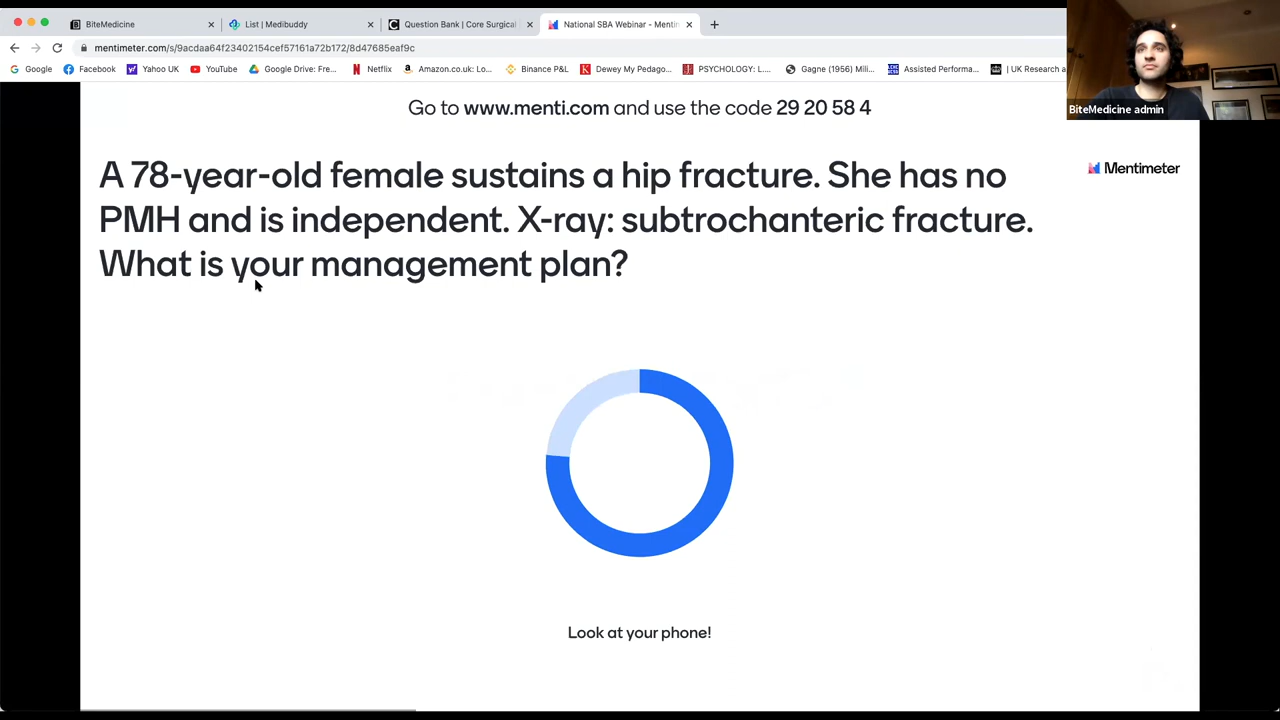 BiteMedicine
List | Medibuddy
Question Bank | Core Surgical
National SBA Webinar - Mentim
mentimeter.com/s/9acdaa64f23402154cef57161a72b172/8d47685eaf9c
Google
Facebook
Yahoo UK
YouTube
Google Drive: Fre...
Netflix
Amazon.co.uk: Lo...
Binance P&L
Dewey My Pedago...
PSYCHOLOGY: L....
Gagne (1956) Mili...
Assisted Performa...
| UK Research a
BiteMedicine admin
Go to www.menti.com and use the code 29 20 58 4
Mentimeter
A 78-year-old female sustains a hip fracture. She has no
PMH and is independent. X-ray: subtrochanteric fracture.
What is your management plan?
Look at your phone!